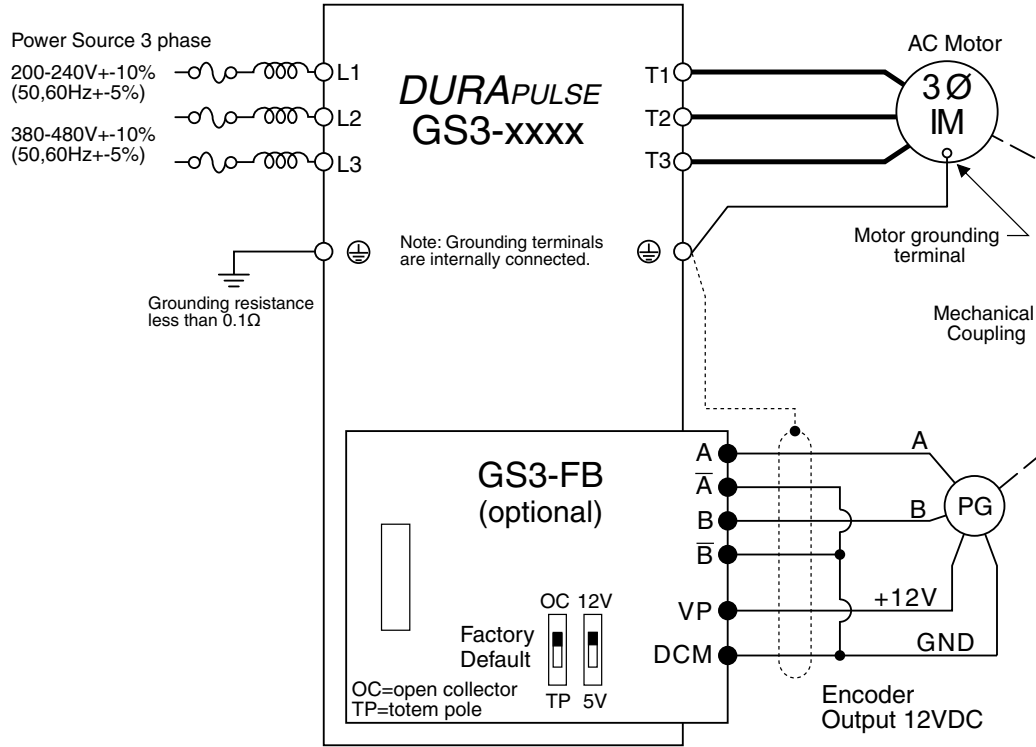 Power Source 3 phase
200-240V+-10%
(50,60Hz+-5%)
380-480V+-10%
(50,60Hz+-5%)
L1
L2
L3
DURAPULSE
GS3-xxxx
T1
T2
T3
AC Motor
3Ø
IM
Motor grounding
terminal
Note: Grounding terminals
are internally connected.
Grounding resistance
less than 0.1Ω
Mechanical
Coupling
GS3-FB
(optional)
A
A̅
B
B̅
VP
DCM
A
B
+12V
GND
PG
OC 12V
Factory
Default
TP 5V
OC=open collector
TP=totem pole
Encoder
Output 12VDC